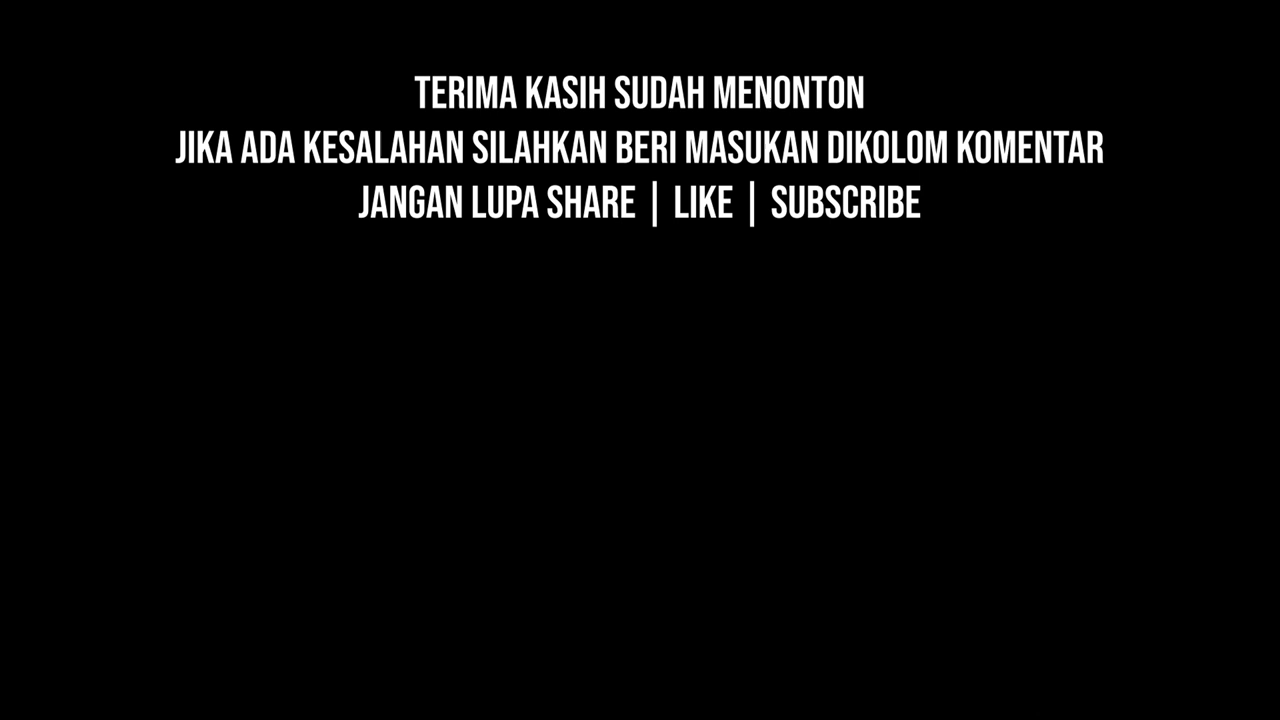 TERIMA KASIH SUDAH MENONTON
JIKA ADA KESALAHAN SILAHKAN BERI MASUKAN DIKOLOM KOMENTAR
JANGAN LUPA SHARE | LIKE | SUBSCRIBE